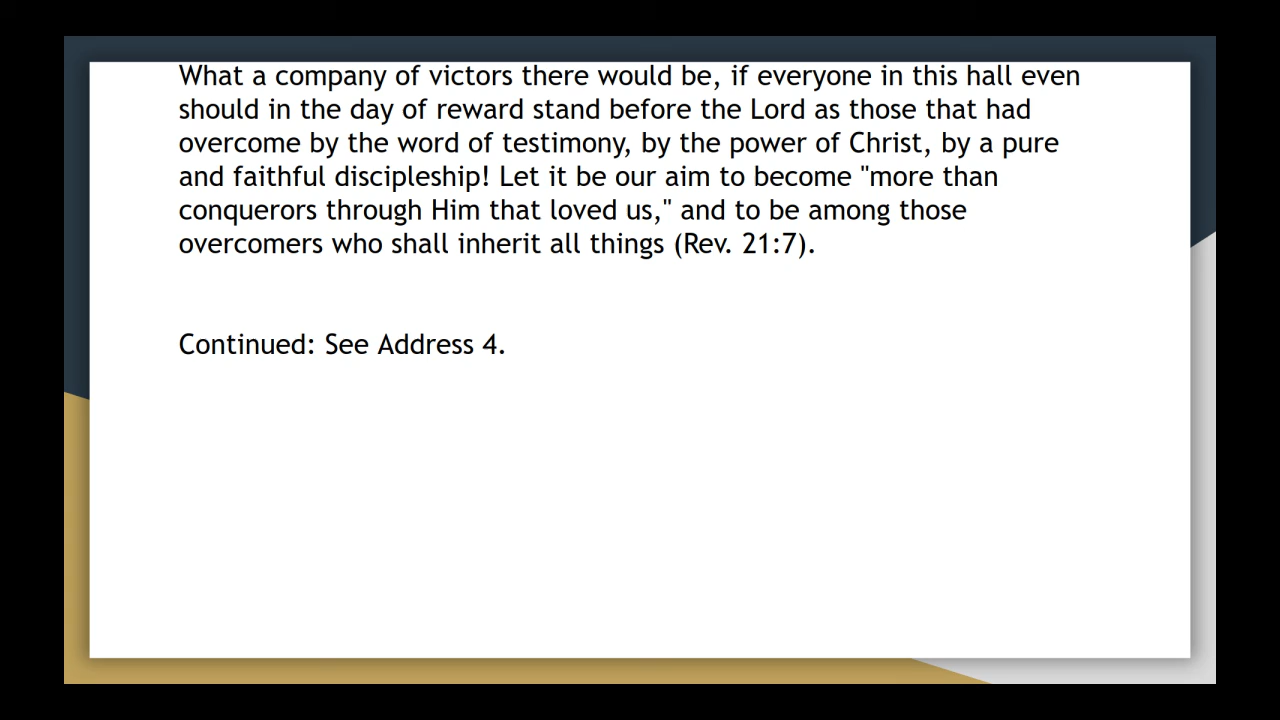 What a company of victors there would be, if everyone in this hall even
should in the day of reward stand before the Lord as those that had
overcome by the word of testimony, by the power of Christ, by a pure
and faithful discipleship! Let it be our aim to become "more than
conquerors through Him that loved us," and to be among those
overcomers who shall inherit all things (Rev. 21:7).
Continued: See Address 4.